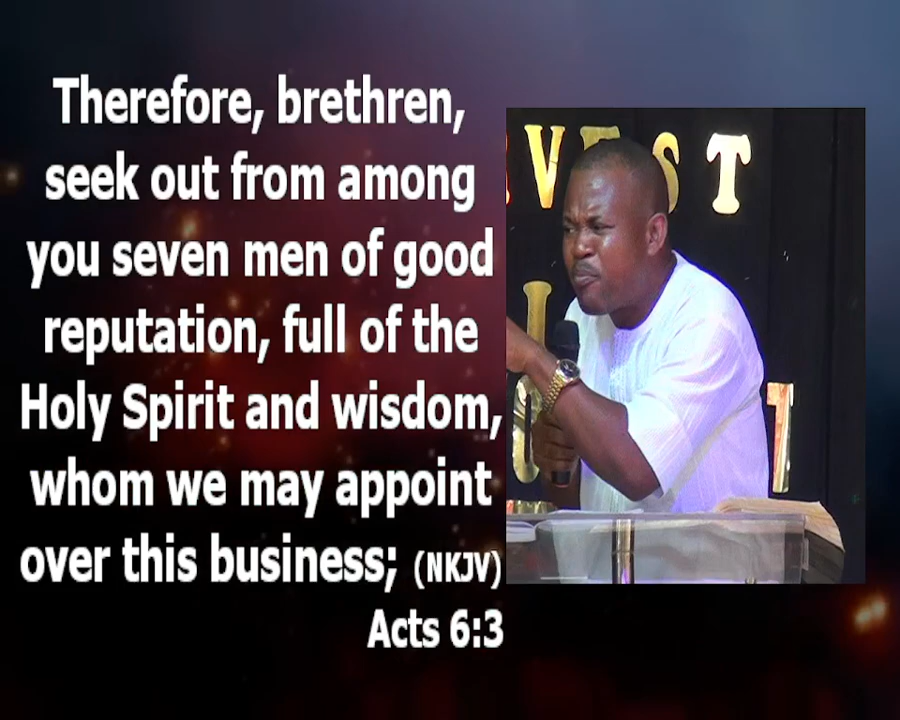 Therefore, brethren,
seek out from among
you seven men of good
reputation, full of the
Holy Spirit and wisdom,
whom we may appoint
over this business; (NKJV)
Acts 6:3